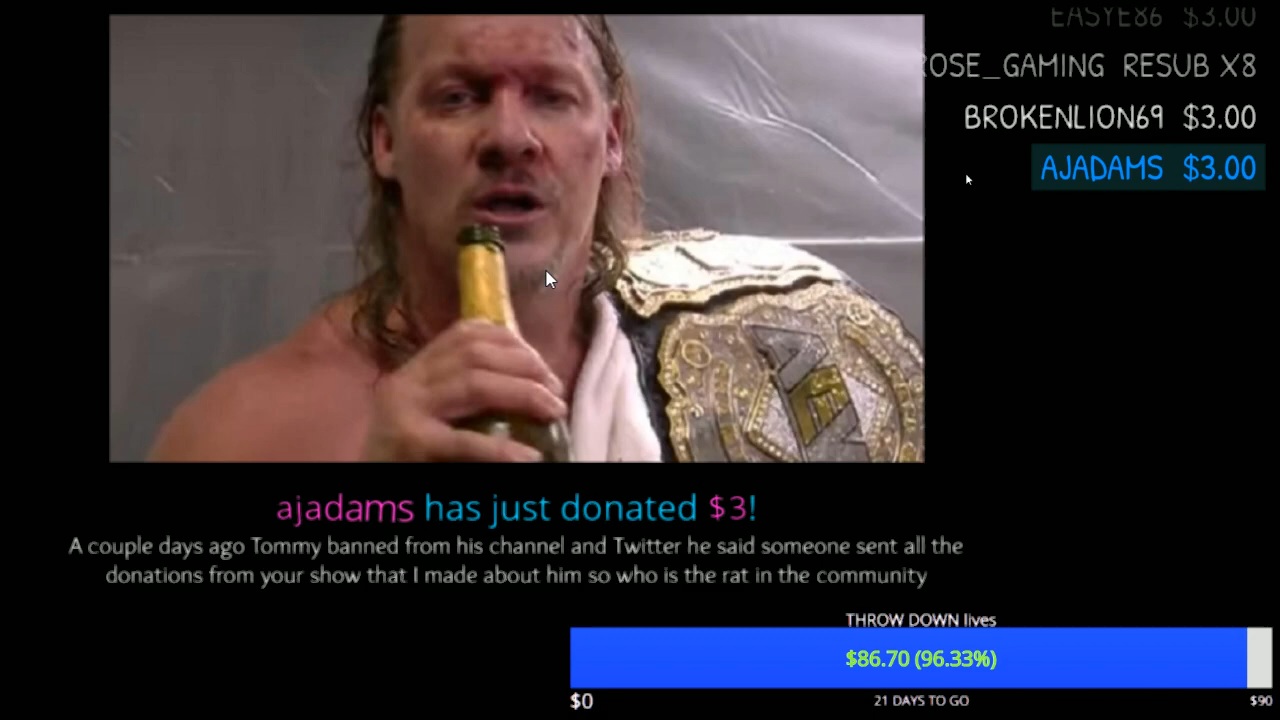 EASYE86 $3.00
ROSE_GAMING RESUB X8
BROKENLION69 $3.00
AJADAMS $3.00
AEW
ajadams has just donated $3!
A couple days ago Tommy banned from his channel and Twitter he said someone sent all the
donations from your show that I made about him so who is the rat in the community
THROW DOWN lives
$86.70 (96.33%)
$0
21 DAYS TO GO
$90